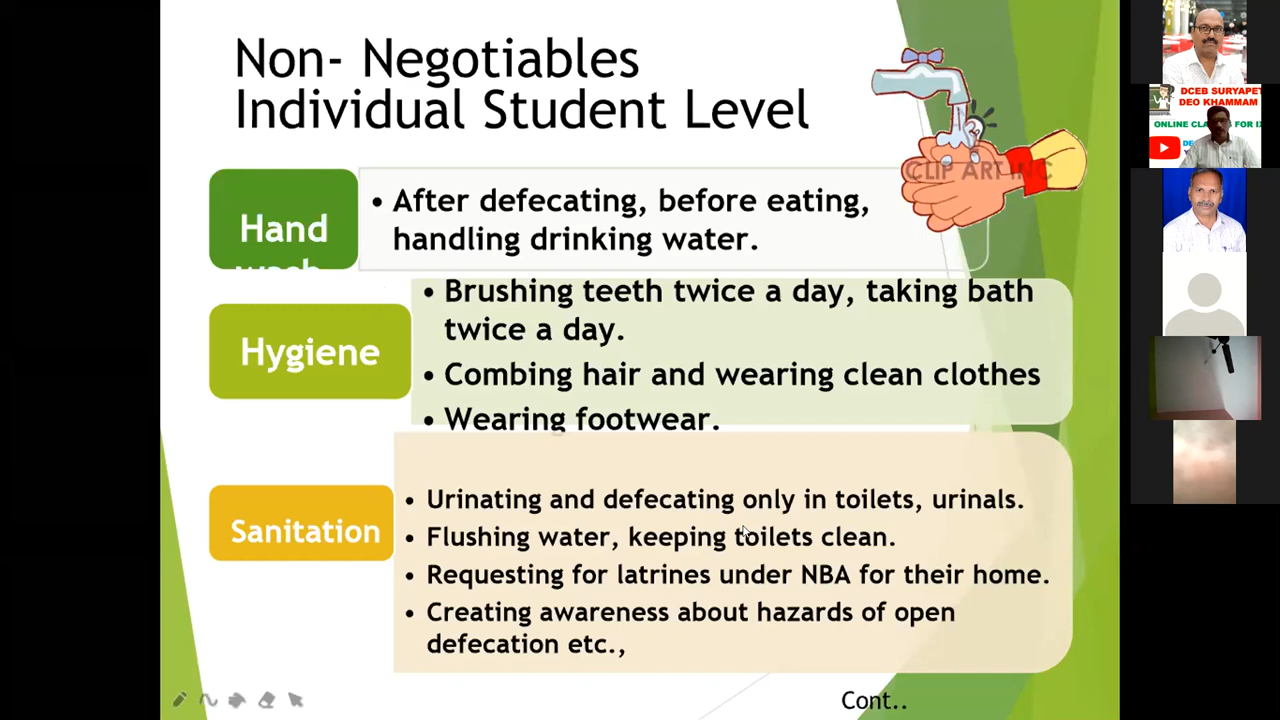 Non- Negotiables
Individual Student Level
CLIP ART INC
Hand
wash
• After defecating, before eating,
handling drinking water.
Hygiene
• Brushing teeth twice a day, taking bath
twice a day.
• Combing hair and wearing clean clothes
• Wearing footwear.
Sanitation
• Urinating and defecating only in toilets, urinals.
• Flushing water, keeping toilets clean.
• Requesting for latrines under NBA for their home.
• Creating awareness about hazards of open
defecation etc.,
Cont..
DCEB SURYAPET
DEO KHAMMAM
ONLINE CLA
FOR IX